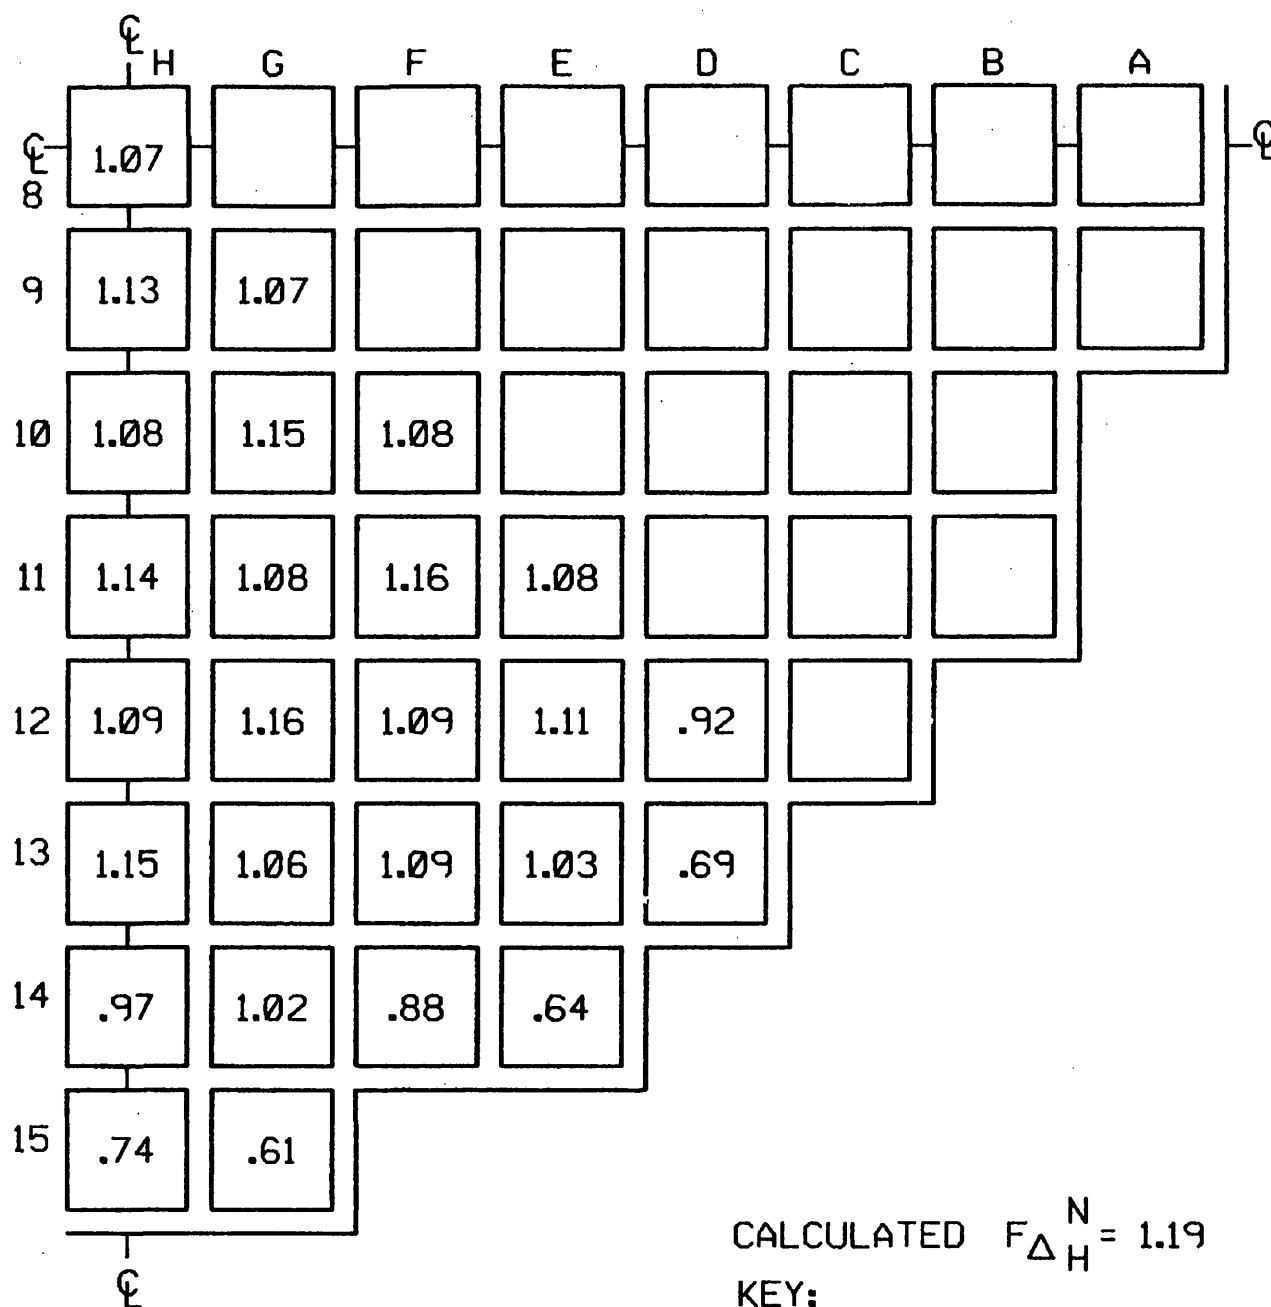 ℄
H G F E D C B A
℄ 1.07 ℄
8
9 1.13 1.07
10 1.08 1.15 1.08
11 1.14 1.08 1.16 1.08
12 1.09 1.16 1.09 1.11 .92
13 1.15 1.06 1.09 1.03 .69
14 .97 1.02 .88 .64
15 .74 .61
CALCULATED F Δ N H = 1.19
℄
KEY: